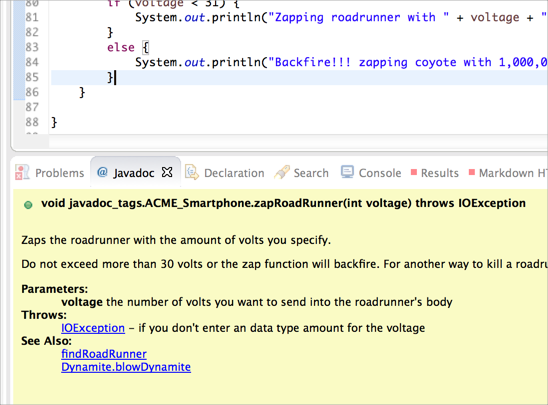 80 if (voltage < 31) {
81 System.out.println("Zapping roadrunner with " + voltage + "
82 }
83 else {
84 System.out.println("Backfire!!! zapping coyote with 1,000,0
85 }
86 }
87
88 }
Problems @ Javadoc Declaration Search Console Results Markdown HT
void javadoc_tags.ACME_Smartphone.zapRoadRunner(int voltage) throws IOException
Zaps the roadrunner with the amount of volts you specify.
Do not exceed more than 30 volts or the zap function will backfire. For another way to kill a roadru
Parameters:
voltage the number of volts you want to send into the roadrunner's body
Throws:
IOException - if you don't enter an data type amount for the voltage
See Also:
findRoadRunner
Dynamite.blowDynamite